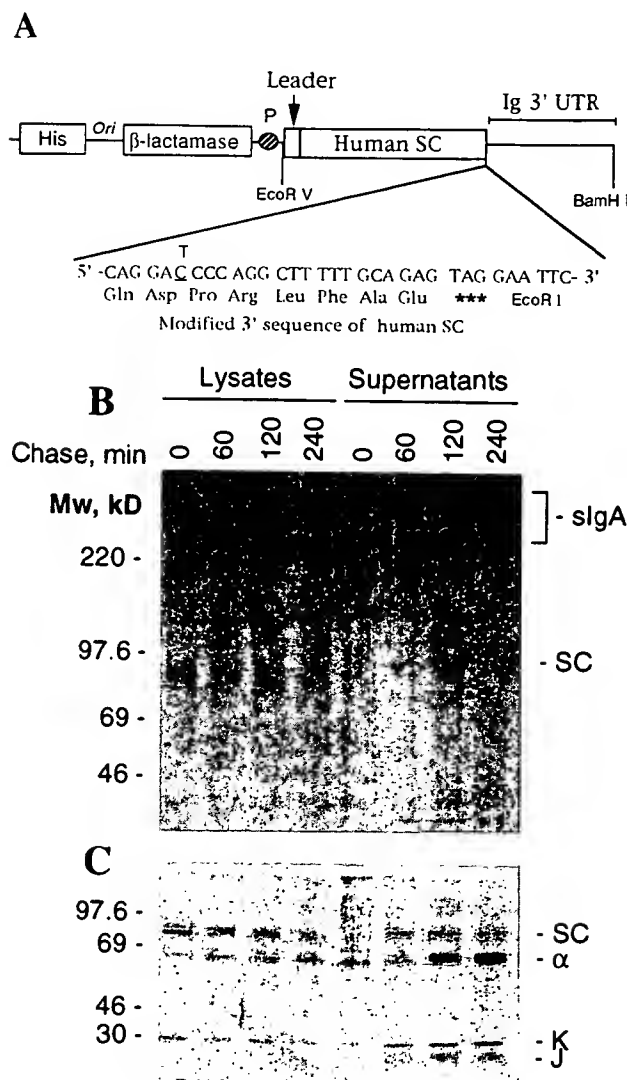 A
Leader
Ig 3' UTR
P
His
Ori
β-lactamase
Human SC
EcoR V
BamH I
T
5' -CAG GAC CCC AGG CTT TTT GCA GAG TAG GAA TTC- 3'
Gln Asp Pro Arg Leu Phe Ala Glu *** EcoR I
Modified 3' sequence of human SC
B
Lysates Supernatants
Chase, min 0 60 120 240 0 60 120 240
Mw, kD
- sIgA
220 -
97.6 -
- SC
69 -
46 -
C
97.6 -
- SC
69 -
- α
46 -
30 -
- K
- J